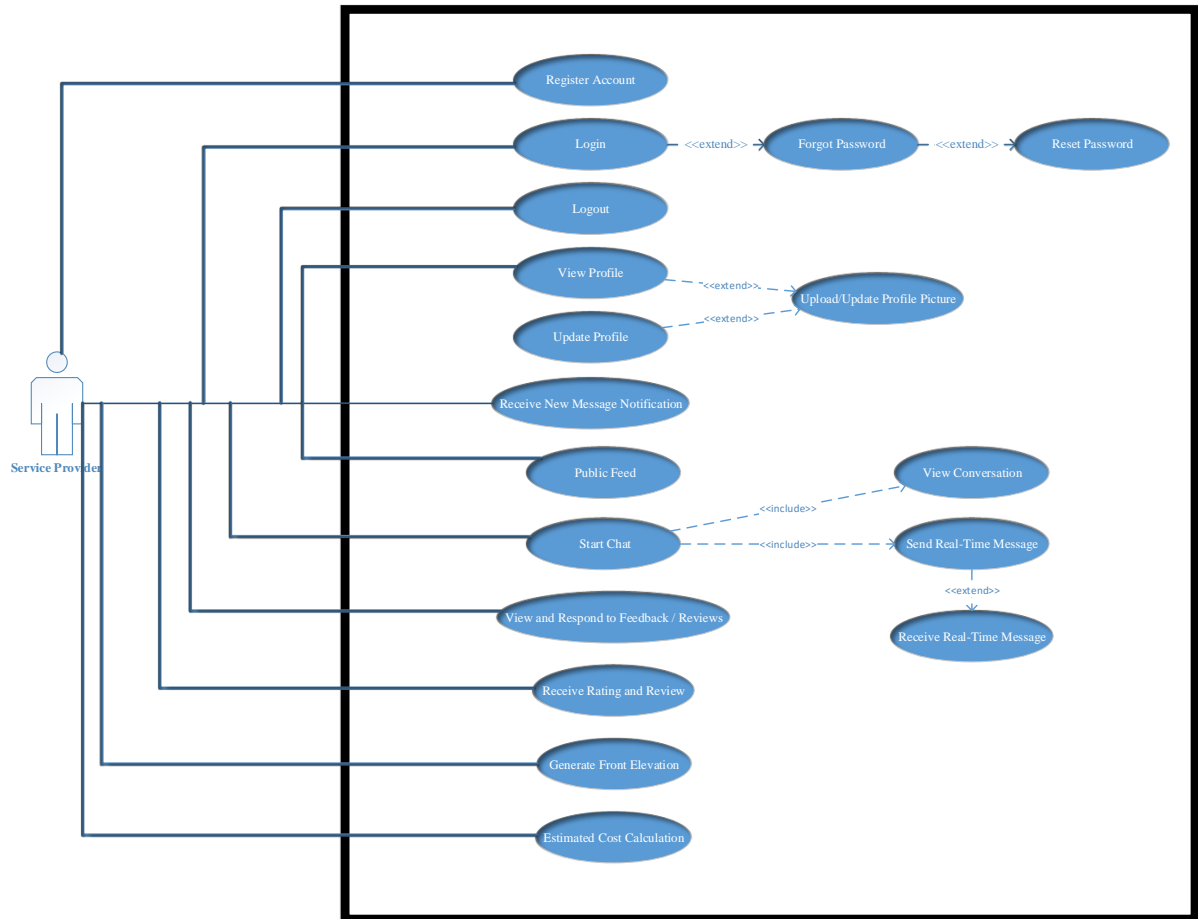 Register Account
Login
<<extend>>
Forgot Password
<<extend>>
Reset Password
Logout
View Profile
<<extend>>
Upload/Update Profile Picture
<<extend>>
Update Profile
Receive New Message Notification
Service Provider
Public Feed
View Conversation
<<include>>
Start Chat
<<include>>
Send Real-Time Message
<<extend>>
View and Respond to Feedback / Reviews
Receive Real-Time Message
Receive Rating and Review
Generate Front Elevation
Estimated Cost Calculation